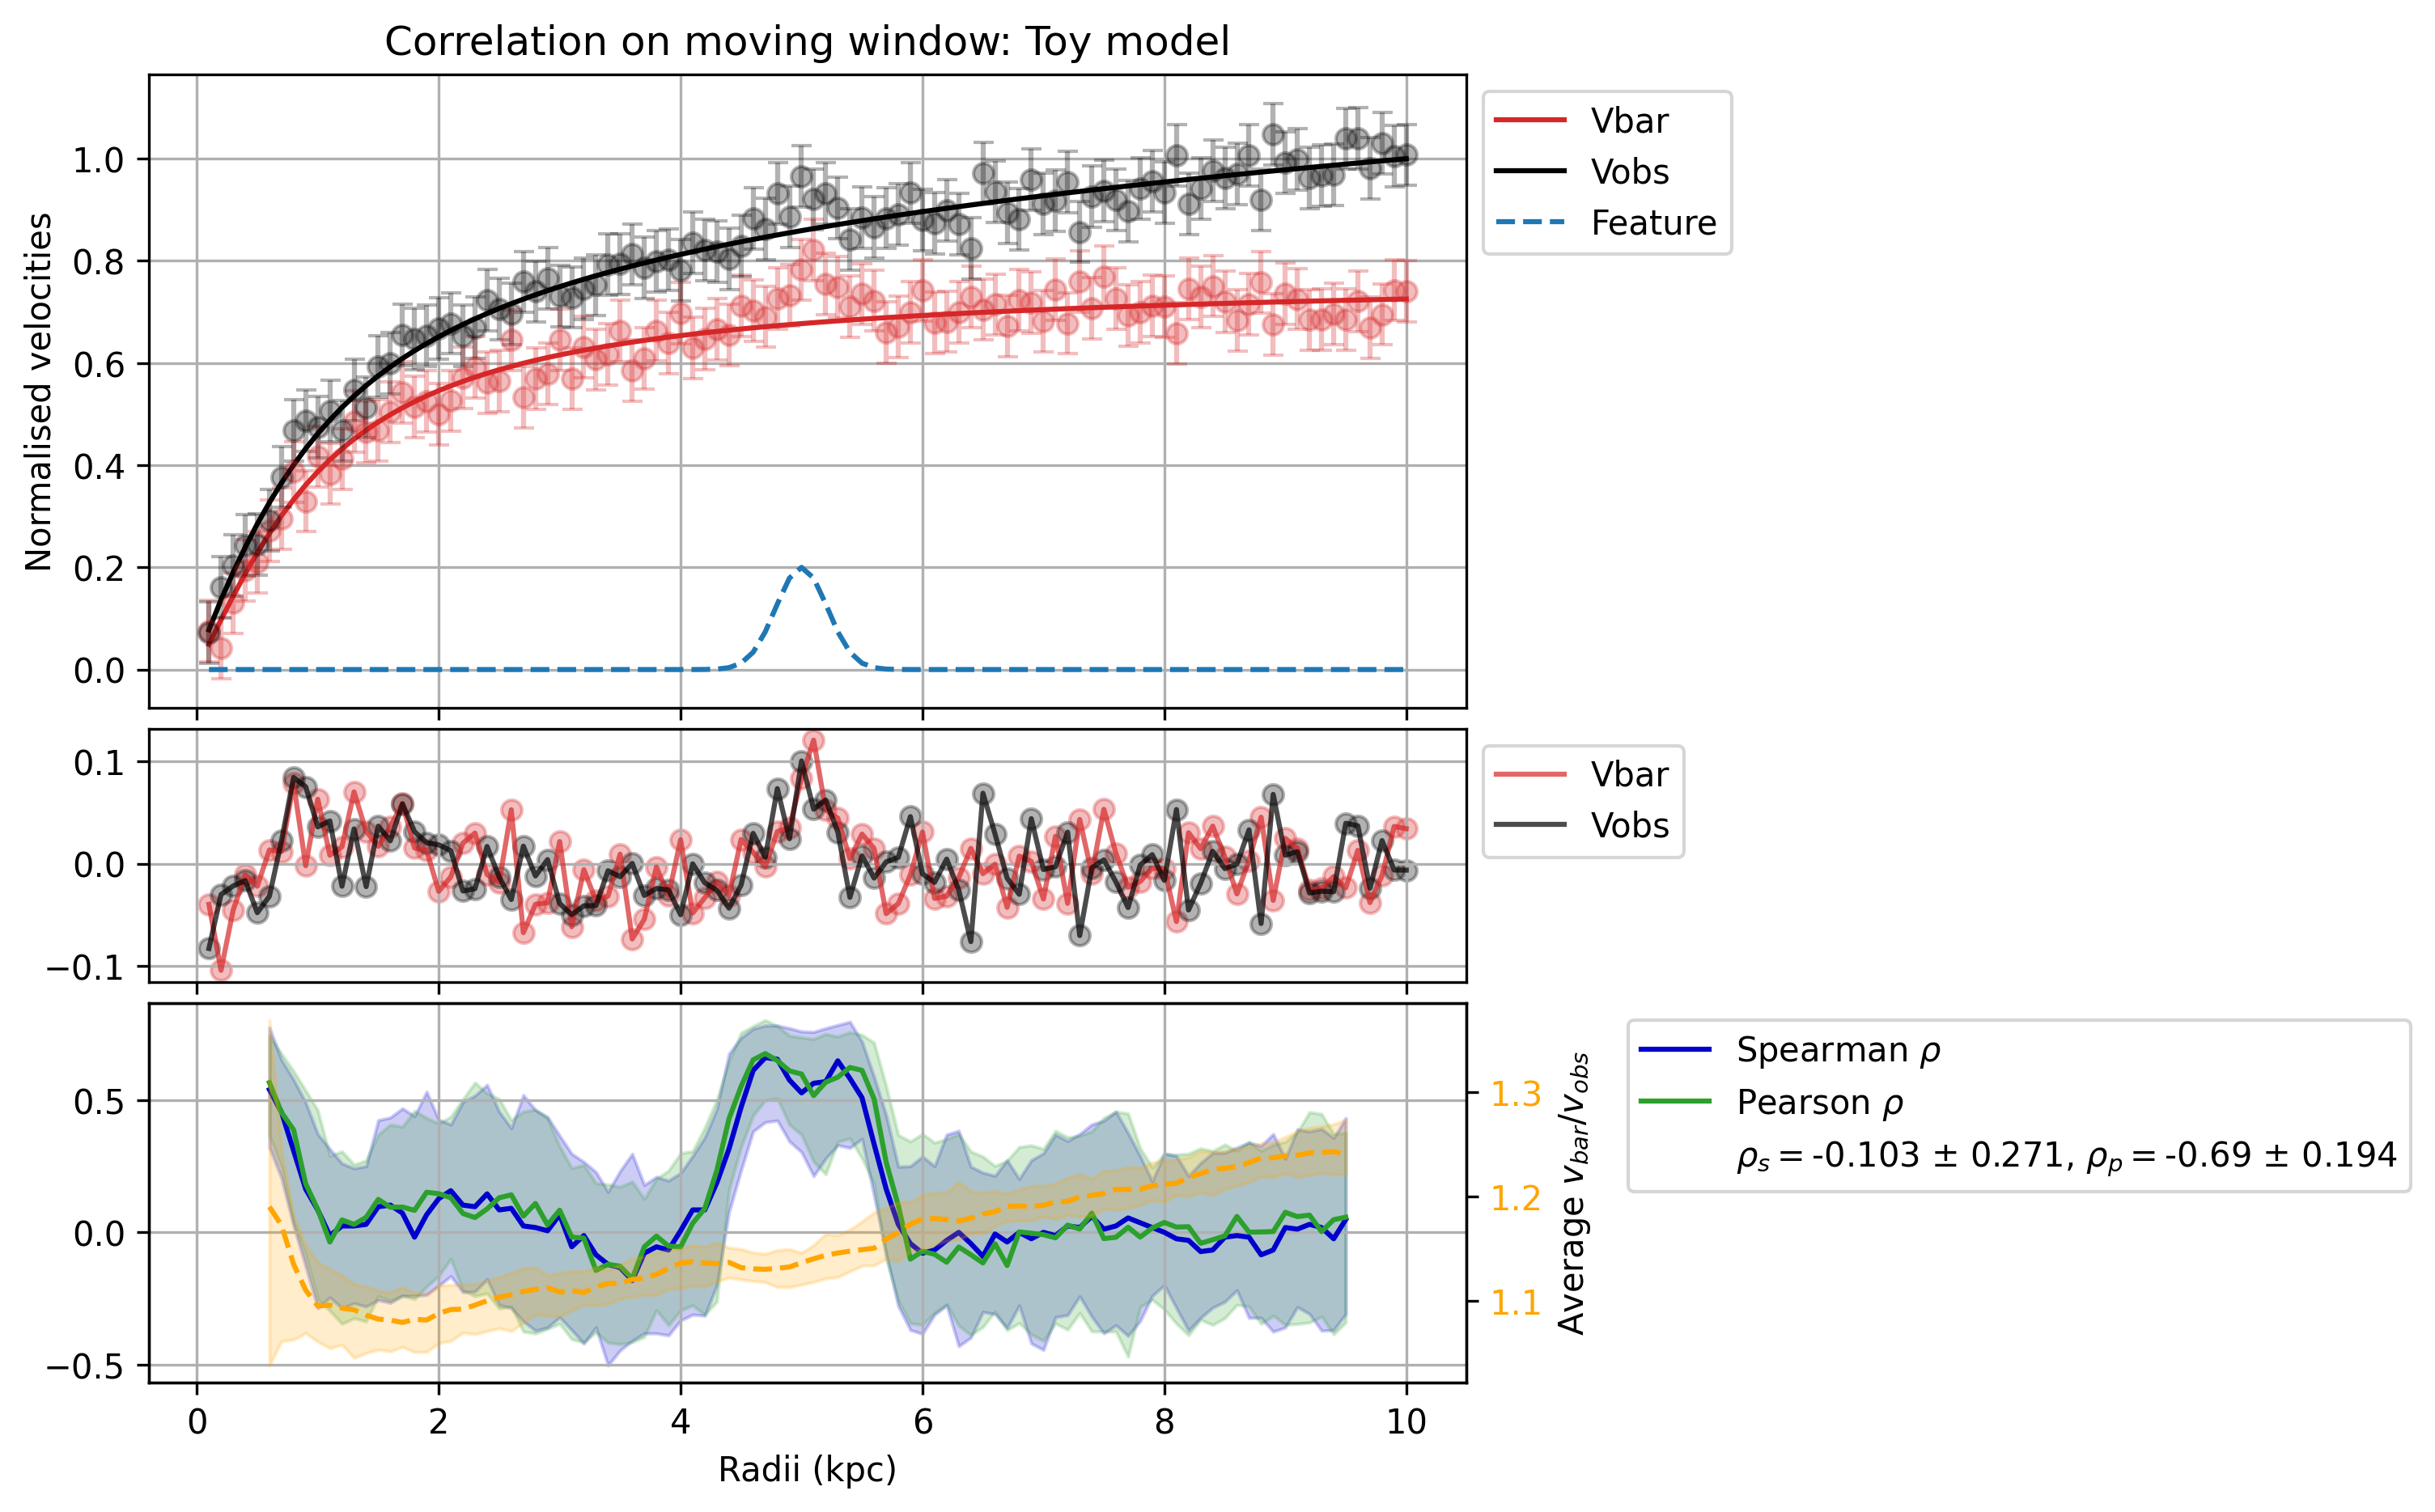 Correlation on moving window: Toy model
Normalised velocities
1.0
0.8
0.6
0.4
0.2
0.0
Vbar
Vobs
Feature
0.1
0.0
−0.1
Vbar
Vobs
0.5
0.0
−0.5
1.3
1.2
1.1
Average v_bar/v_obs
Spearman ρ
Pearson ρ
ρ_s = -0.103 ± 0.271, ρ_p = -0.69 ± 0.194
0 2 4 6 8 10
Radii (kpc)